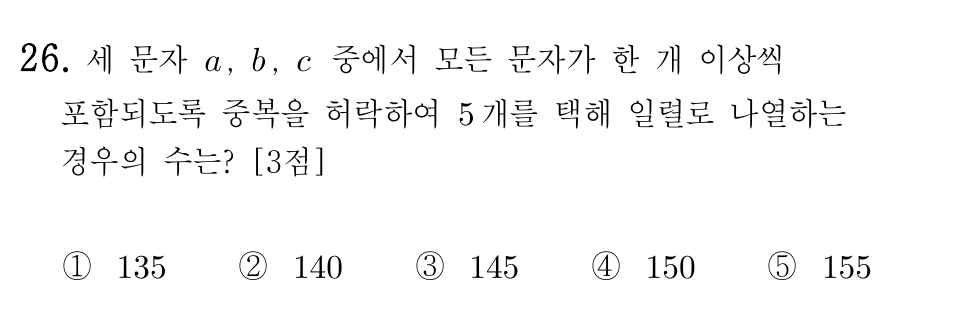 26. 세 문자 a, b, c 중에서 모든 문자가 한 개 이상씩
포함되도록 중복을 허락하여 5개를 택해 일렬로 나열하는
경우의 수는? [3점]
① 135 ② 140 ③ 145 ④ 150 ⑤ 155